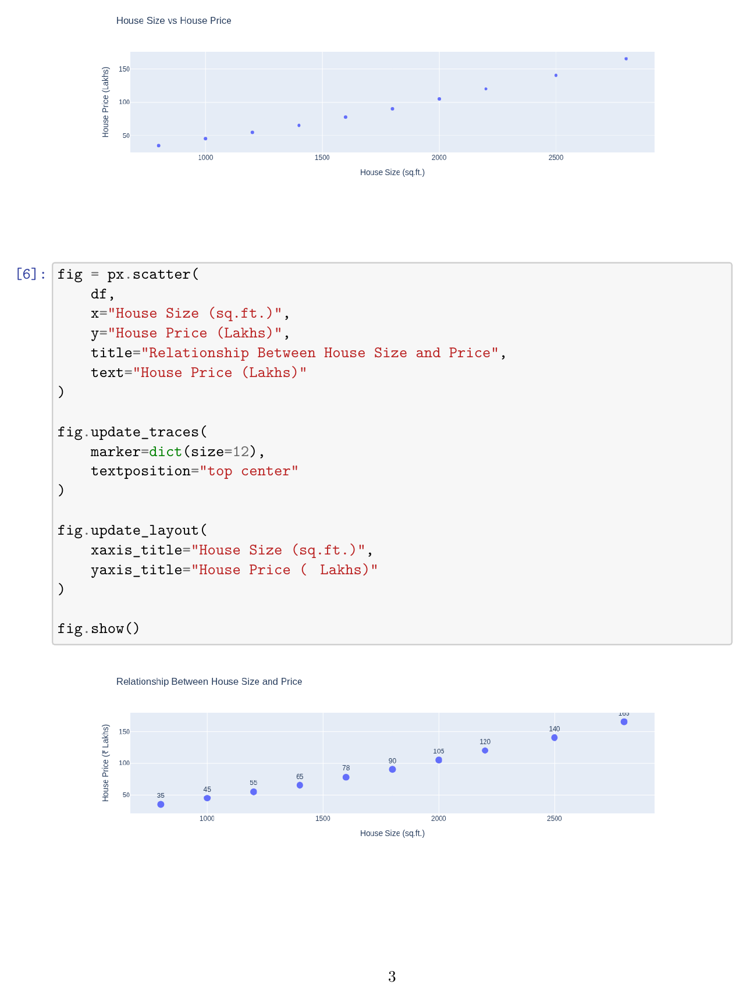 House Size vs House Price
House Price (Lakhs)
150
100
50
1000 1500 2000 2500
House Size (sq.ft.)
[6]: fig = px.scatter(
    df,
    x="House Size (sq.ft.)",
    y="House Price (Lakhs)",
    title="Relationship Between House Size and Price",
    text="House Price (Lakhs)"
)
fig.update_traces(
    marker=dict(size=12),
    textposition="top center"
)
fig.update_layout(
    xaxis_title="House Size (sq.ft.)",
    yaxis_title="House Price (  Lakhs)"
)
fig.show()
Relationship Between House Size and Price
House Price (₹ Lakhs)
150
100
50
35 45 55 65 78 90 105 120 140 165
1000 1500 2000 2500
House Size (sq.ft.)
3